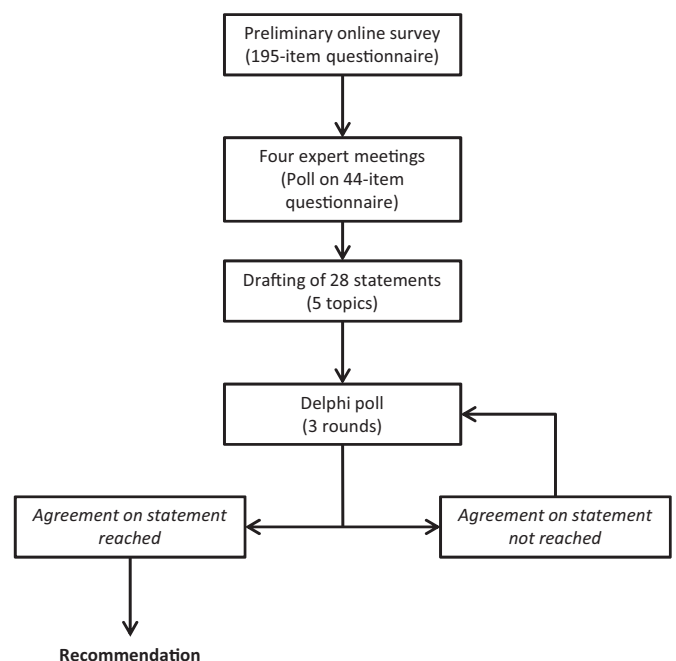 Preliminary online survey
(195-item questionnaire)
Four expert meetings
(Poll on 44-item
questionnaire)
Drafting of 28 statements
(5 topics)
Delphi poll
(3 rounds)
Agreement on statement
reached
Agreement on statement
not reached
Recommendation